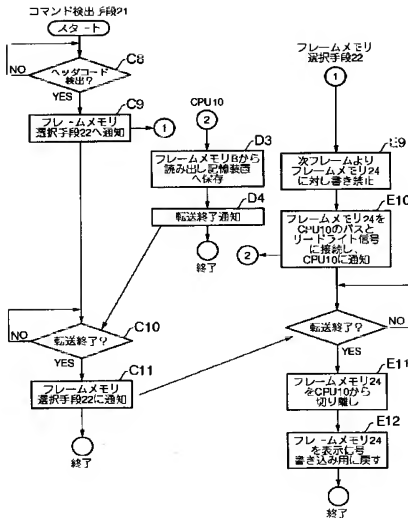 コマンド検出手段21
スタート
C8
ヘッダコード
検出?
NO
YES
C9
フレームメモリ
選択手段22へ通知
1
C10
転送終了?
NO
YES
C11
フレームメモリ
選択手段22に通知
終了
CPU10
2
D3
フレームメモリBから
読み出し記憶装置
へ保存
D4
転送終了通知
終了
フレームメモリ
選択手段22
1
E9
次フレームより
フレームメモリ24
に対し書き禁止
E10
フレームメモリ24を
CPU10のバスと
リードライト信号
に接続し、
CPU10に通知
2
転送終了?
NO
YES
E11
フレームメモリ24
をCPU10から
切り離し
E12
フレームメモリ24
を表示信号
書き込み用に戻す
終了